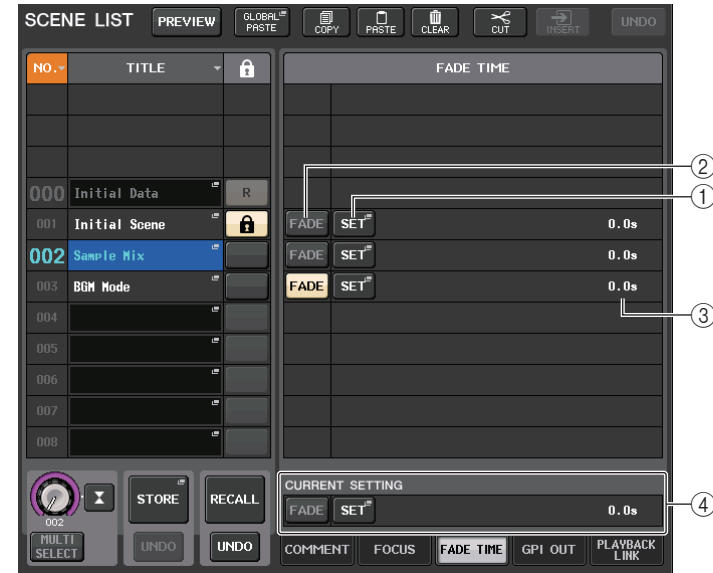 SCENE LIST PREVIEW GLOBAL PASTE COPY PASTE CLEAR CUT INSERT UNDO
NO. TITLE FADE TIME
000 Initial Data R
001 Initial Scene FADE SET 0.0s
002 Sample Mix FADE SET 0.0s
003 BGM Mode FADE SET 0.0s
004
005
006
007
008
②
①
③
④
002
MULTI SELECT
STORE
UNDO
RECALL
UNDO
CURRENT SETTING
FADE SET 0.0s
COMMENT FOCUS FADE TIME GPI OUT PLAYBACK LINK